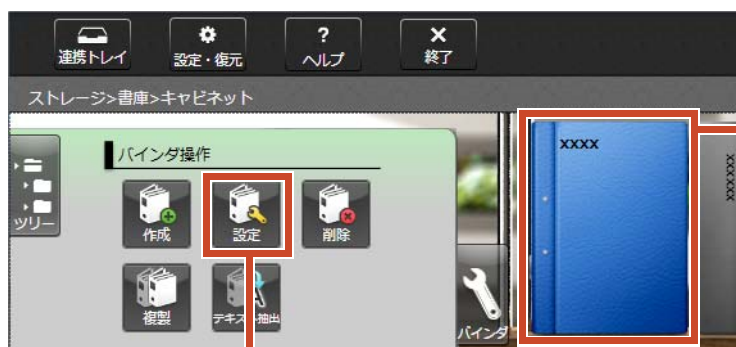 連携トレイ
設定・復元
?
ヘルプ
終了
ストレージ>書庫>キャビネット
ツリー
バインダ操作
作成
設定
削除
複製
テキスト抽出
バインダ
xxxx
xxxxxx